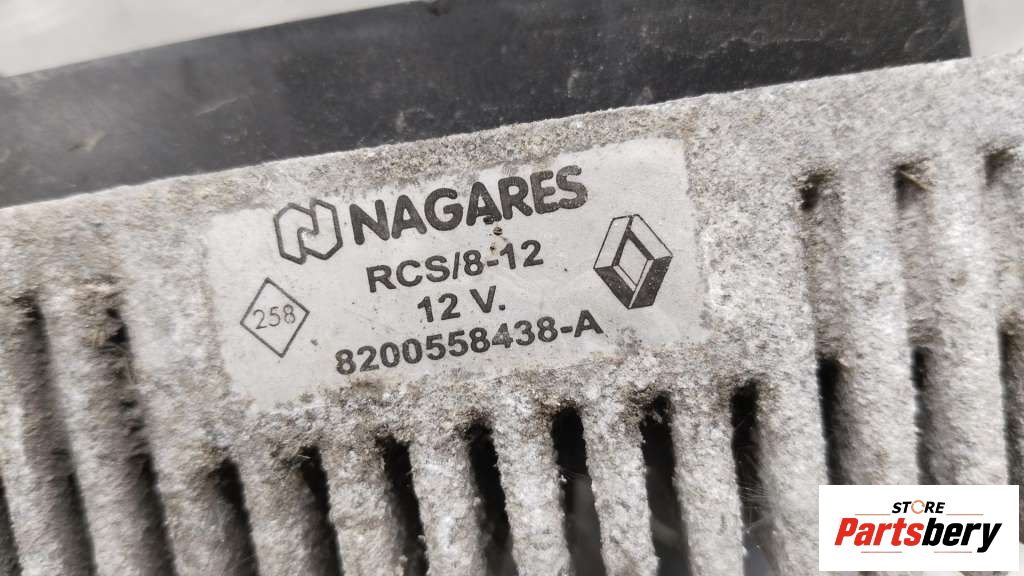 NAGARES
RCS/8-12
258
12 V.
8200558438-A
STORE
Partsbery